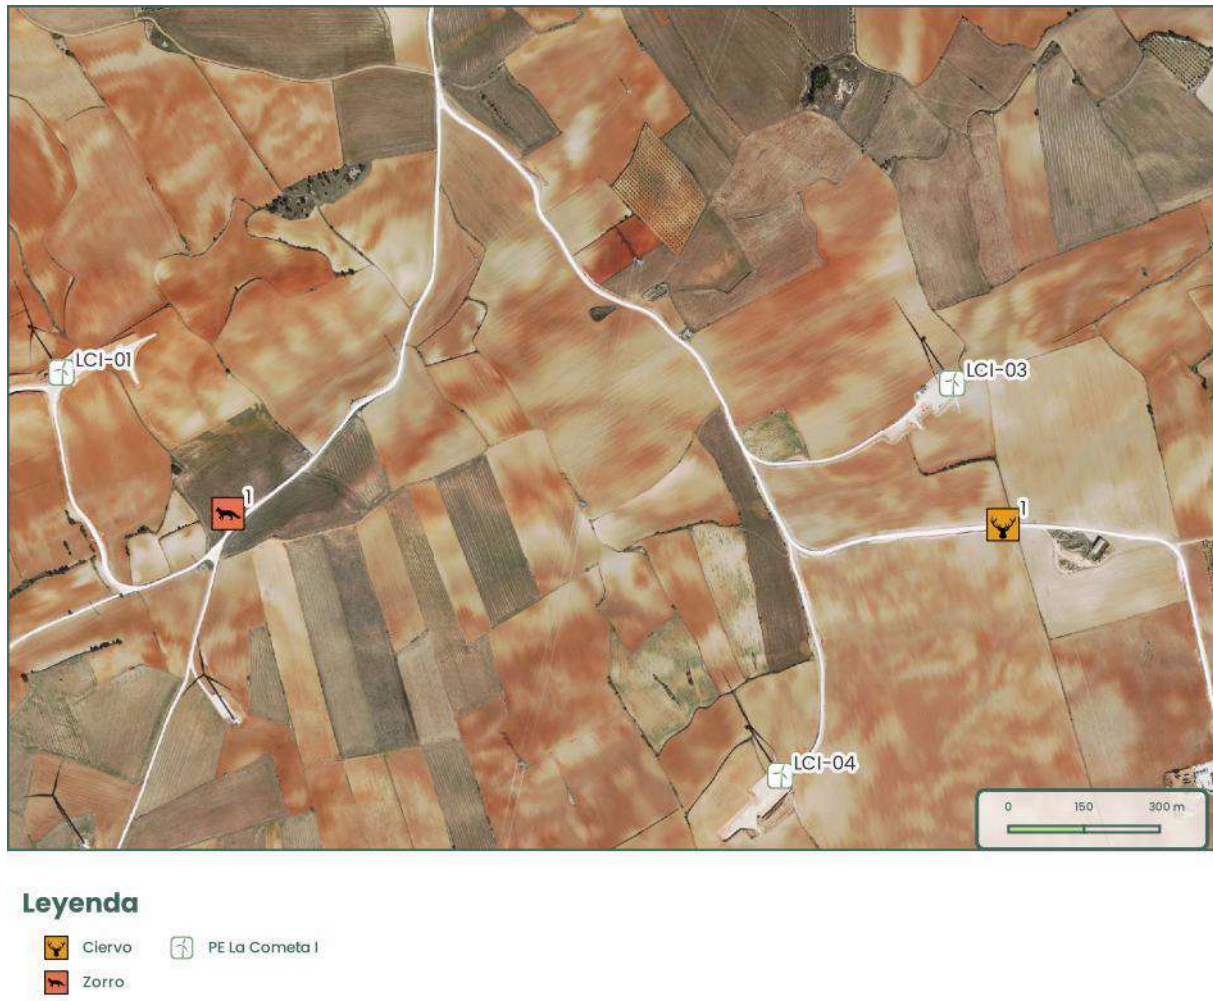 LCI-01
LCI-03
1
1
LCI-04
0 150 300 m
Leyenda
Ciervo PE La Cometa I
Zorro